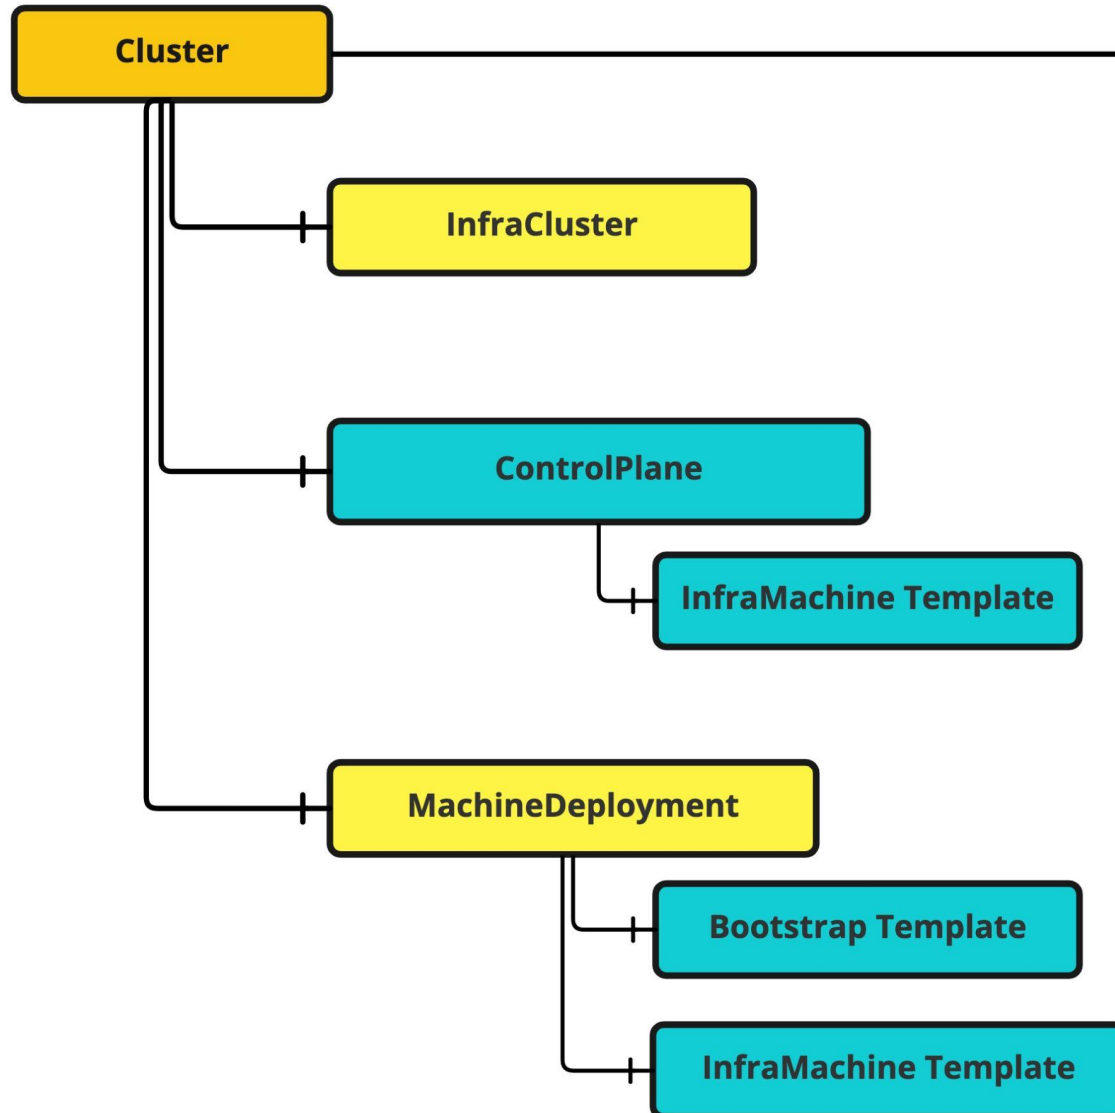 Cluster
InfraCluster
ControlPlane
InfraMachine Template
MachineDeployment
Bootstrap Template
InfraMachine Template